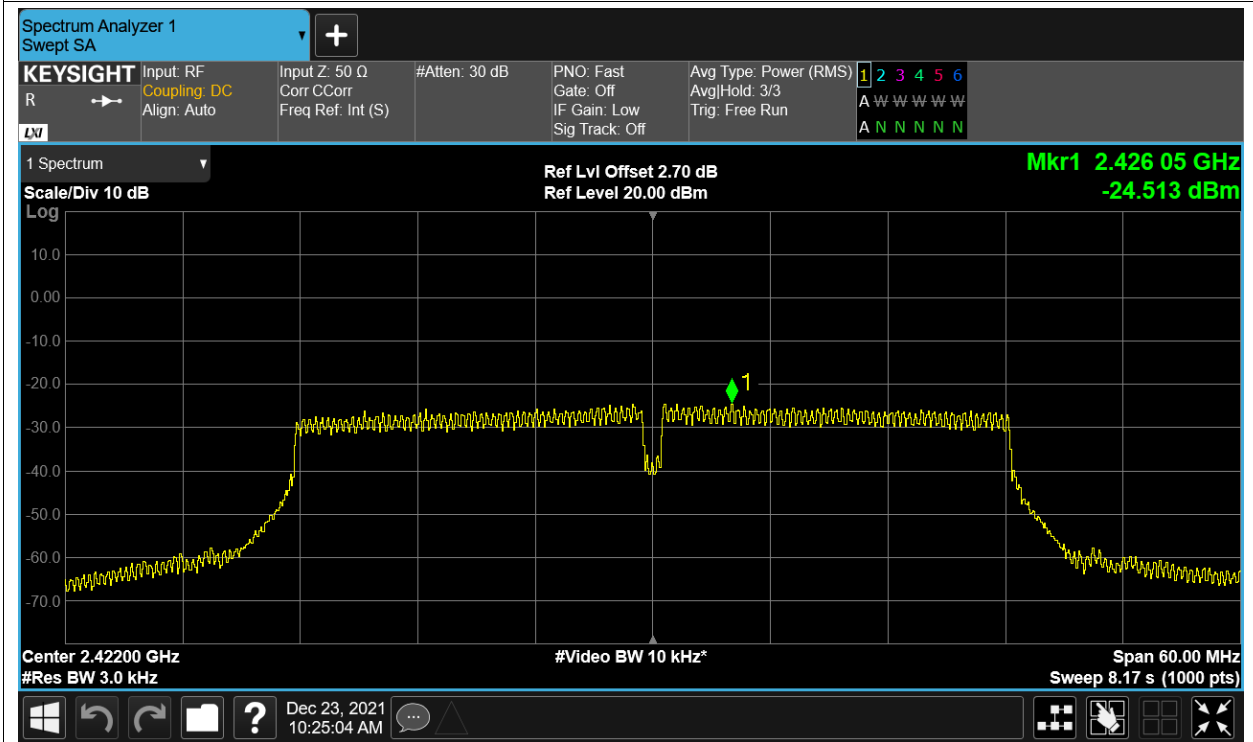 Spectrum Analyzer 1
Swept SA
+
KEYSIGHT
R
LXI
Input: RF
Coupling: DC
Align: Auto
Input Z: 50 Ω
Corr CCorr
Freq Ref: Int (S)
#Atten: 30 dB
PNO: Fast
Gate: Off
IF Gain: Low
Sig Track: Off
Avg Type: Power (RMS)
Avg|Hold: 3/3
Trig: Free Run
1 2 3 4 5 6
A W W W W W
A N N N N N
1 Spectrum
Scale/Div 10 dB
Log
Ref Lvl Offset 2.70 dB
Ref Level 20.00 dBm
Mkr1 2.426 05 GHz
-24.513 dBm
10.0
0.00
-10.0
-20.0
-30.0
-40.0
-50.0
-60.0
-70.0
1
Center 2.42200 GHz
#Res BW 3.0 kHz
#Video BW 10 kHz*
Span 60.00 MHz
Sweep 8.17 s (1000 pts)
?
Dec 23, 2021
10:25:04 AM